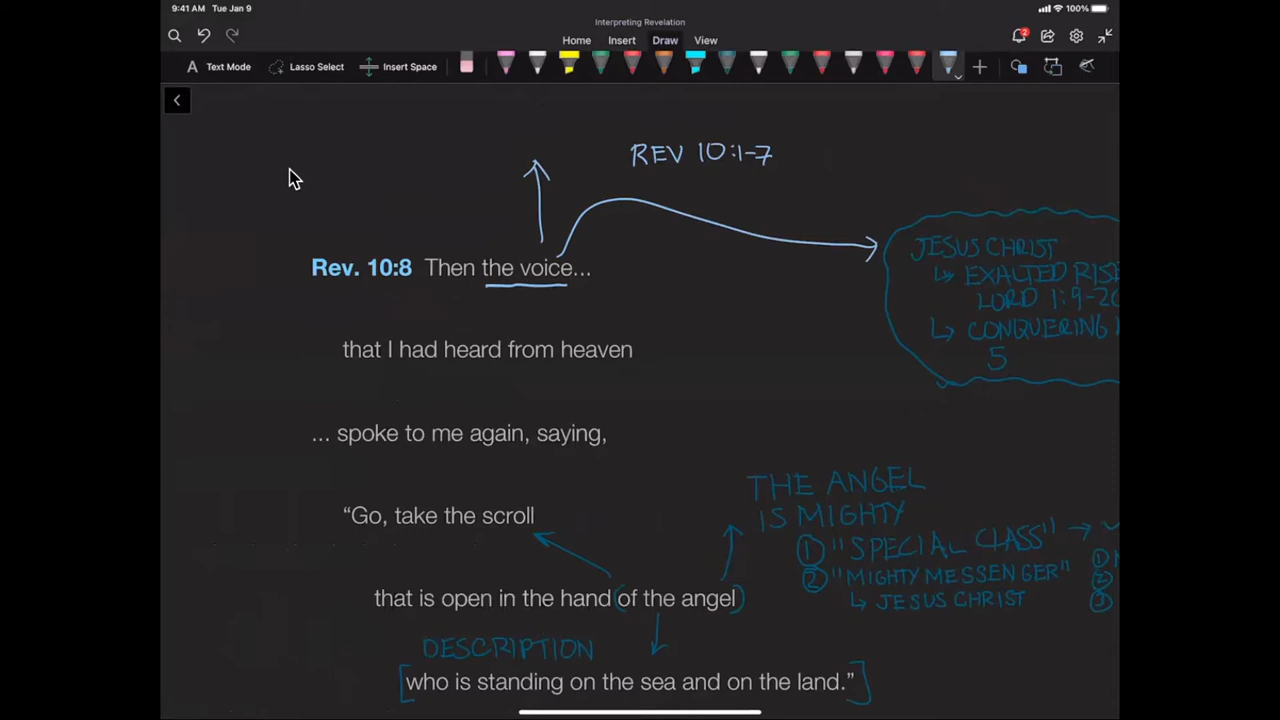 9:41 AM Tue Jan 9
100%
Interpreting Revelation
Home Insert Draw View
2
Text Mode Lasso Select Insert Space
REV 10:1-7
JESUS CHRIST
Rev. 10:8 Then the voice...
↳ EXALTED
LORD 1:9-20
↳ CONQUERING
5
that I had heard from heaven
... spoke to me again, saying,
THE ANGEL
IS MIGHTY
“Go, take the scroll
① "SPECIAL CLASS" →
② "MIGHTY MESSENGER"
↳ JESUS CHRIST
①
②
③
that is open in the hand (of the angel)
DESCRIPTION
[who is standing on the sea and on the land.”]